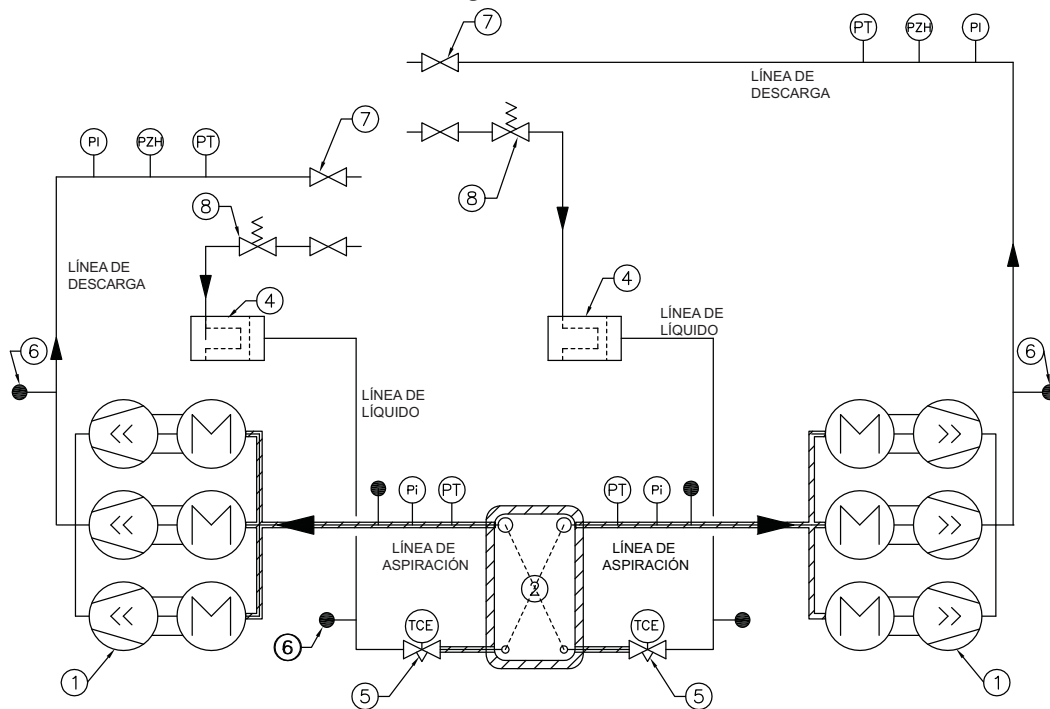 7
PT
PZH
PI
LÍNEA DE
DESCARGA
7
PI
PZH
PT
8
8
LÍNEA DE
DESCARGA
4
4
LÍNEA DE
LÍQUIDO
6
6
LÍNEA DE
LÍQUIDO
Pi
PT
PT
Pi
LÍNEA DE
ASPIRACIÓN
LÍNEA DE
ASPIRACIÓN
2
TCE
TCE
6
1
5
5
1
M
M
M
M
M
M